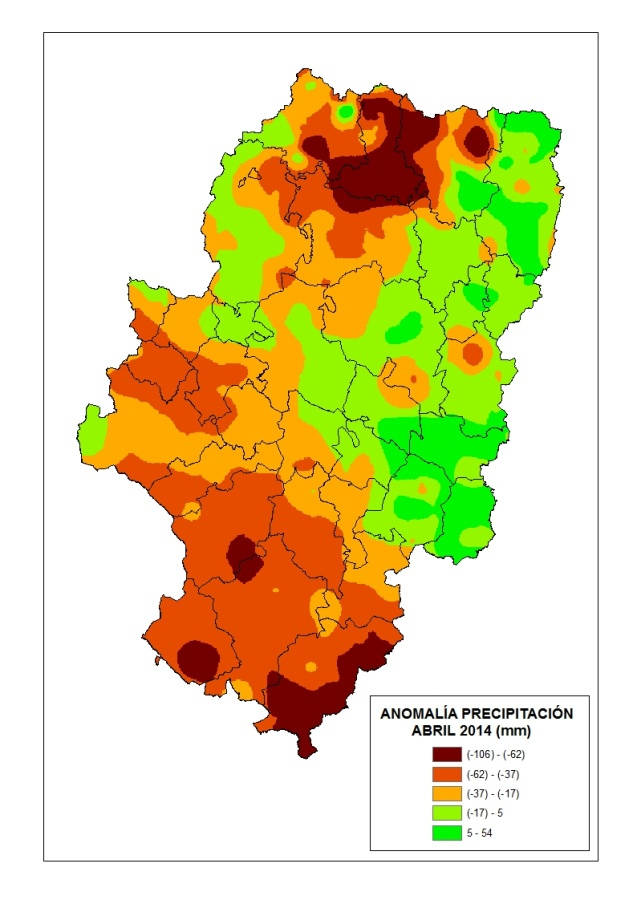 ANOMALÍA PRECIPITACIÓN
ABRIL 2014 (mm)
(-106) - (-62)
(-62) - (-37)
(-37) - (-17)
(-17) - 5
5 - 54